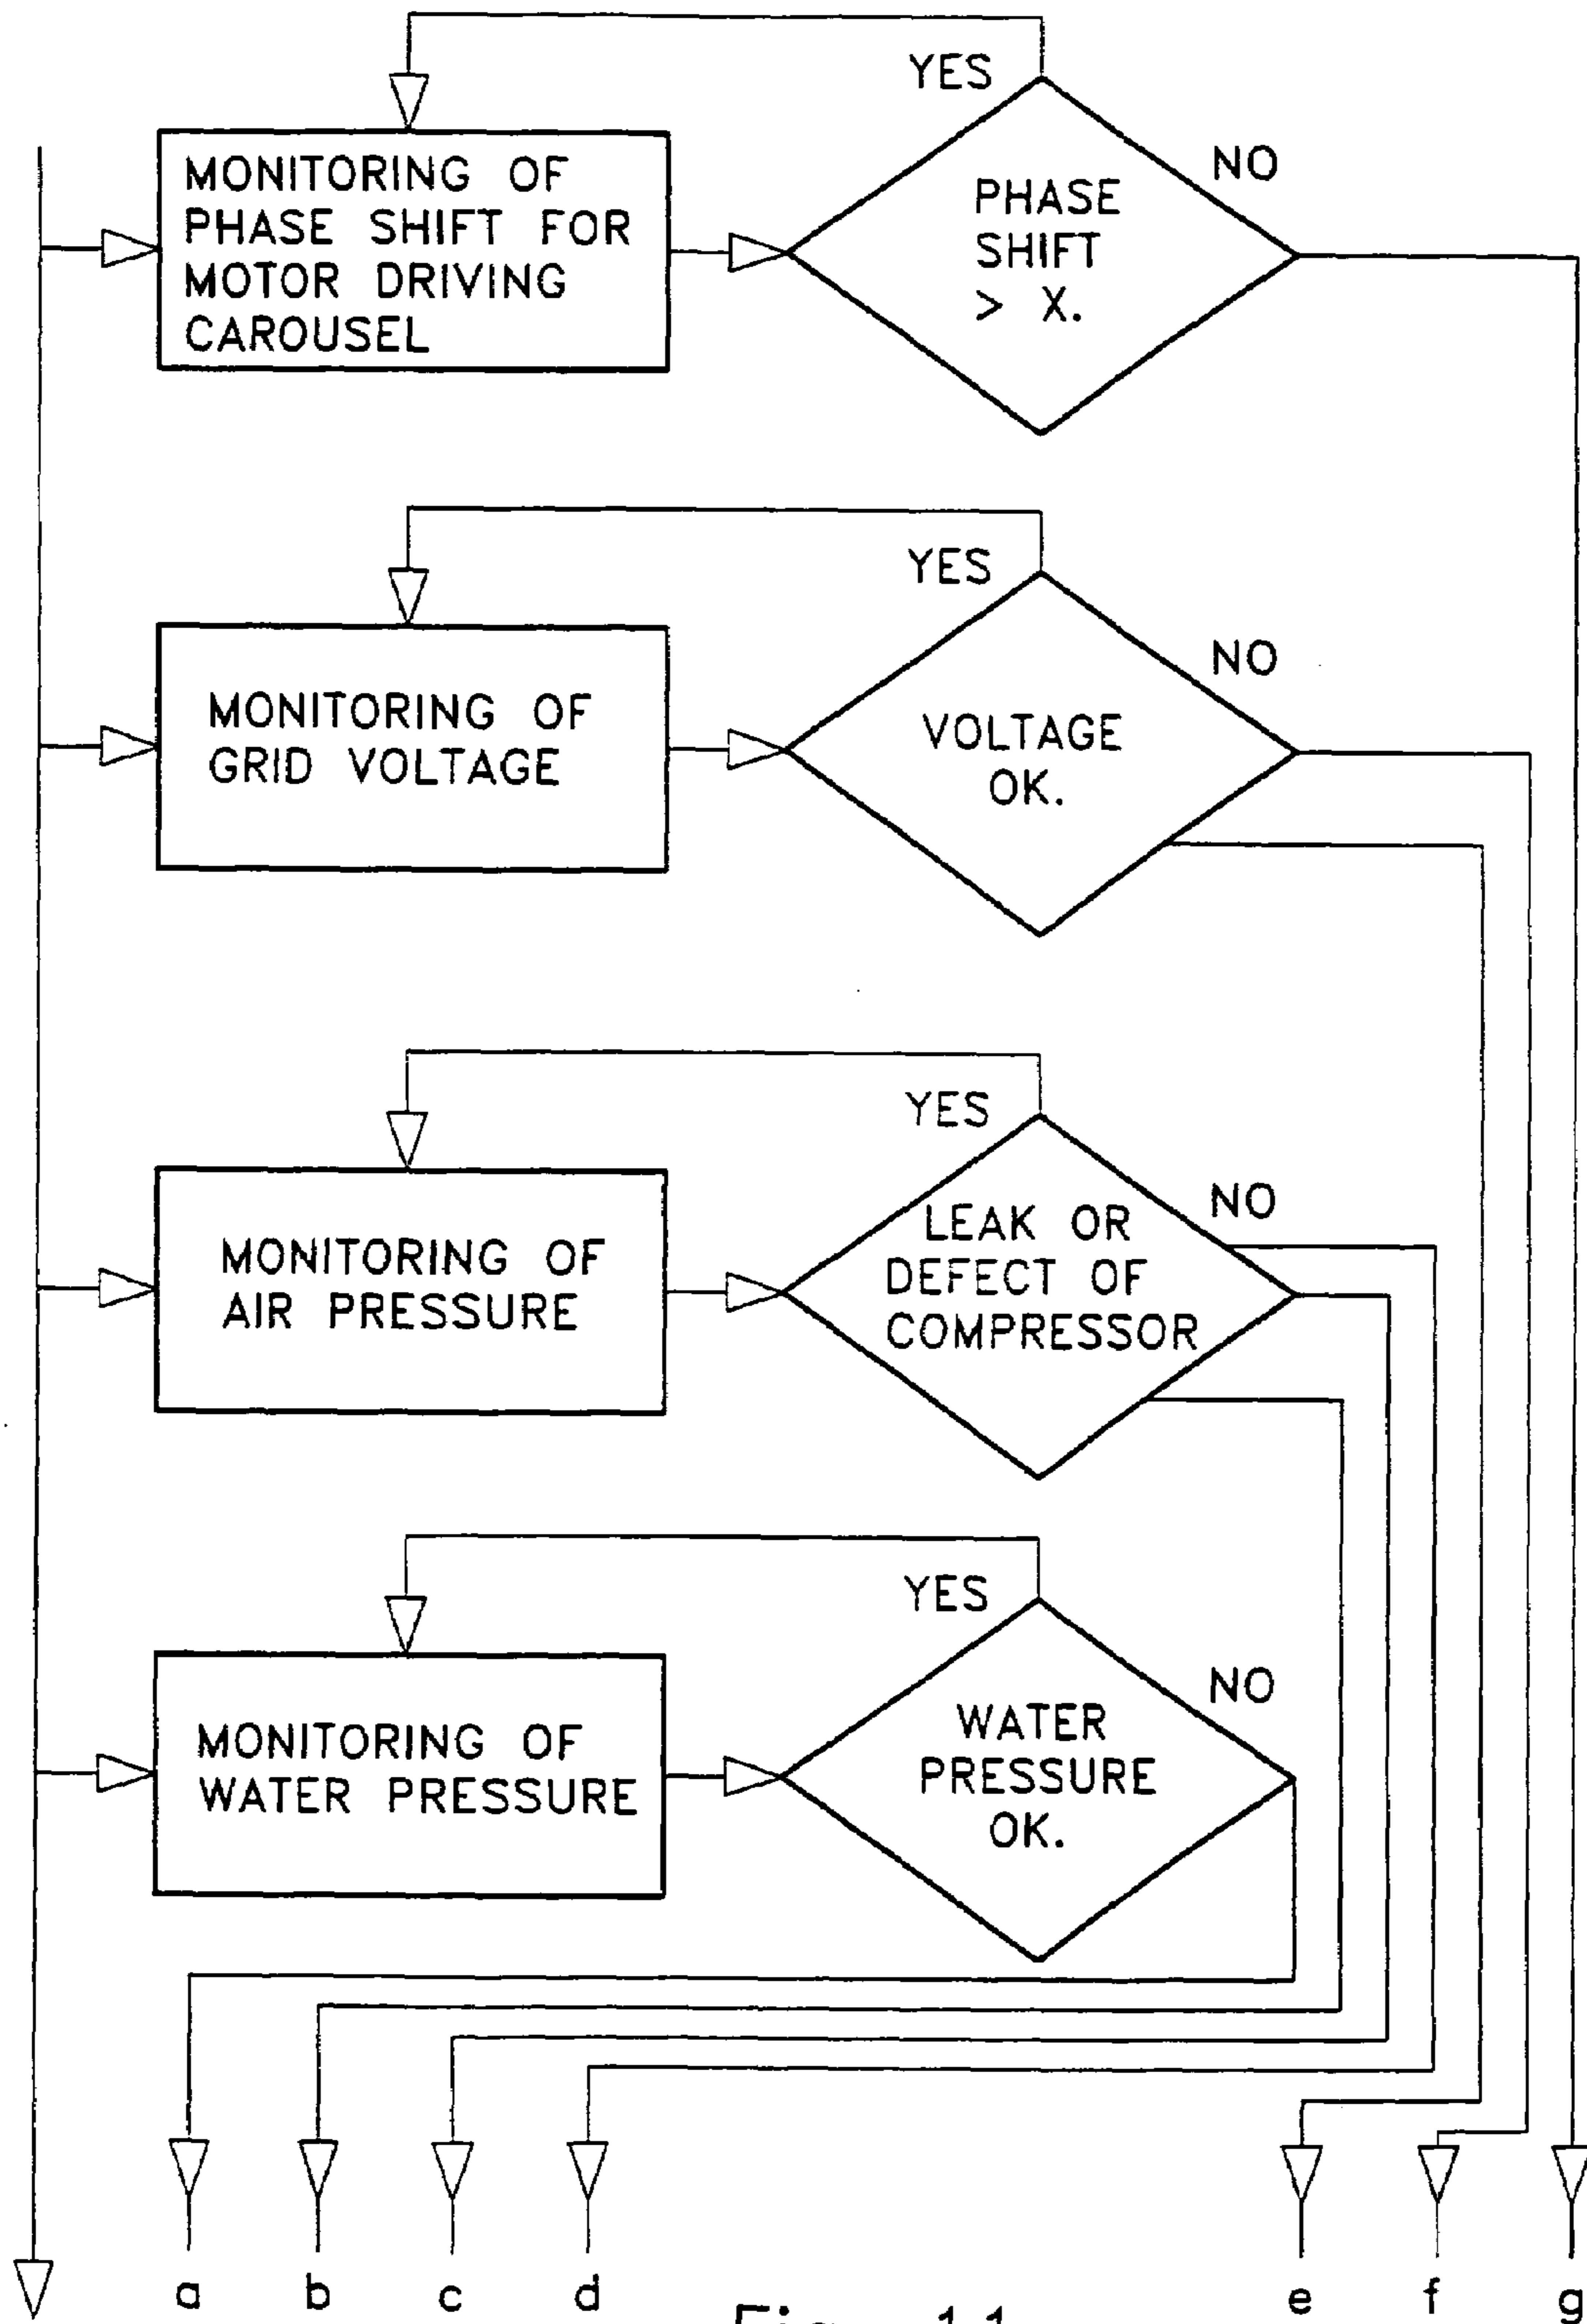 YES
NO
MONITORING OF
PHASE SHIFT FOR
MOTOR DRIVING
CAROUSEL
PHASE
SHIFT
> X.
YES
NO
MONITORING OF
GRID VOLTAGE
VOLTAGE
OK.
YES
NO
MONITORING OF
AIR PRESSURE
LEAK OR
DEFECT OF
COMPRESSOR
YES
NO
MONITORING OF
WATER PRESSURE
WATER
PRESSURE
OK.
a b c d e f g
Fig. 11